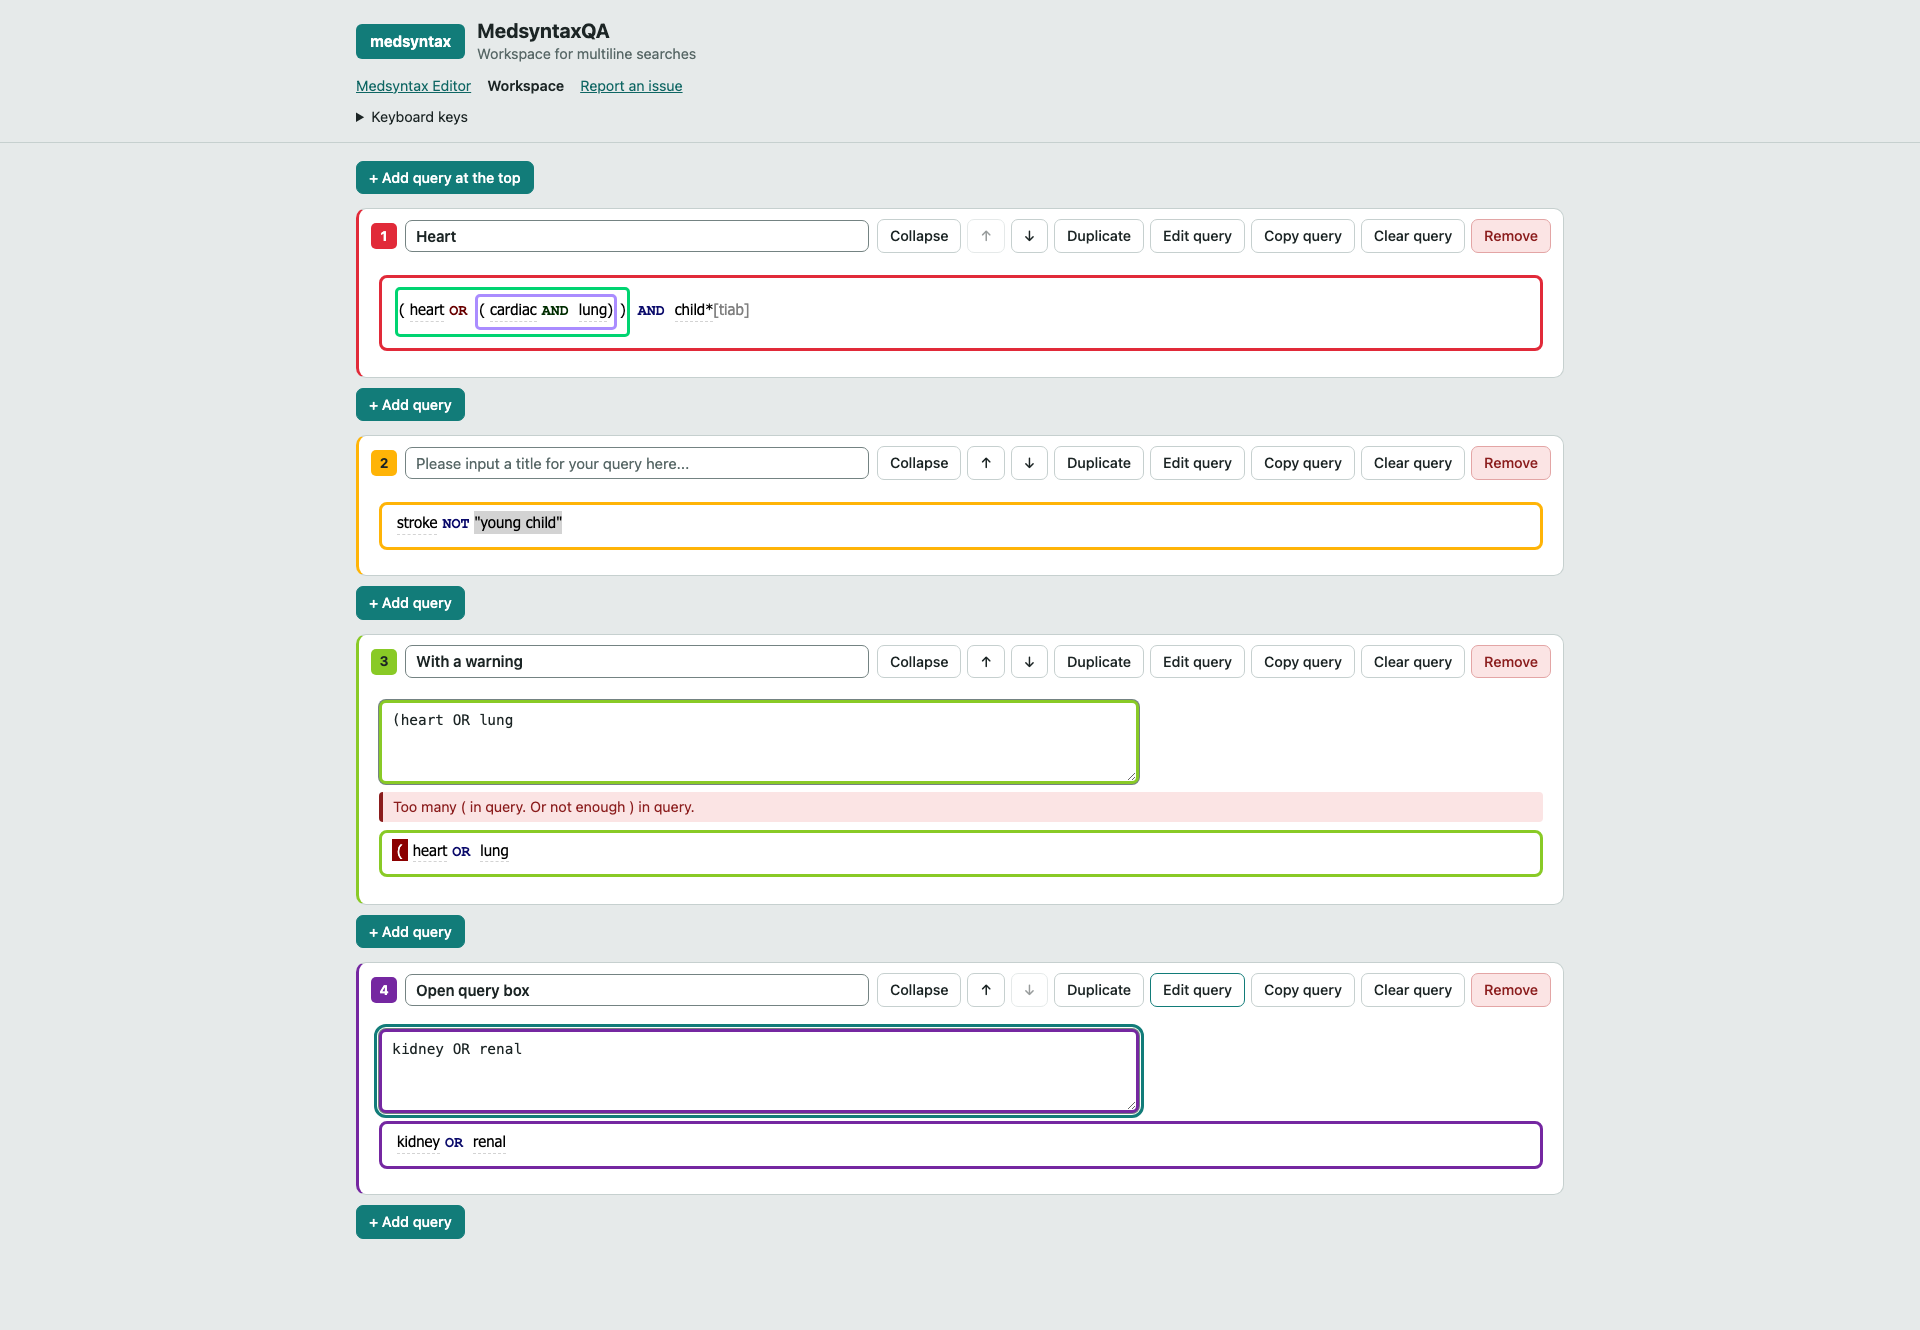 medsyntax
MedsyntaxQA
Workspace for multiline searches
Medsyntax Editor Workspace Report an issue
▶ Keyboard keys
+ Add query at the top
1 Heart Collapse ↑ ↓ Duplicate Edit query Copy query Clear query Remove
( heart OR ( cardiac AND lung) ) AND child*[tiab]
+ Add query
2 Please input a title for your query here... Collapse ↑ ↓ Duplicate Edit query Copy query Clear query Remove
stroke NOT "young child"
+ Add query
3 With a warning Collapse ↑ ↓ Duplicate Edit query Copy query Clear query Remove
(heart OR lung
Too many ( in query. Or not enough ) in query.
( heart OR lung
+ Add query
4 Open query box Collapse ↑ ↓ Duplicate Edit query Copy query Clear query Remove
kidney OR renal
kidney OR renal
+ Add query